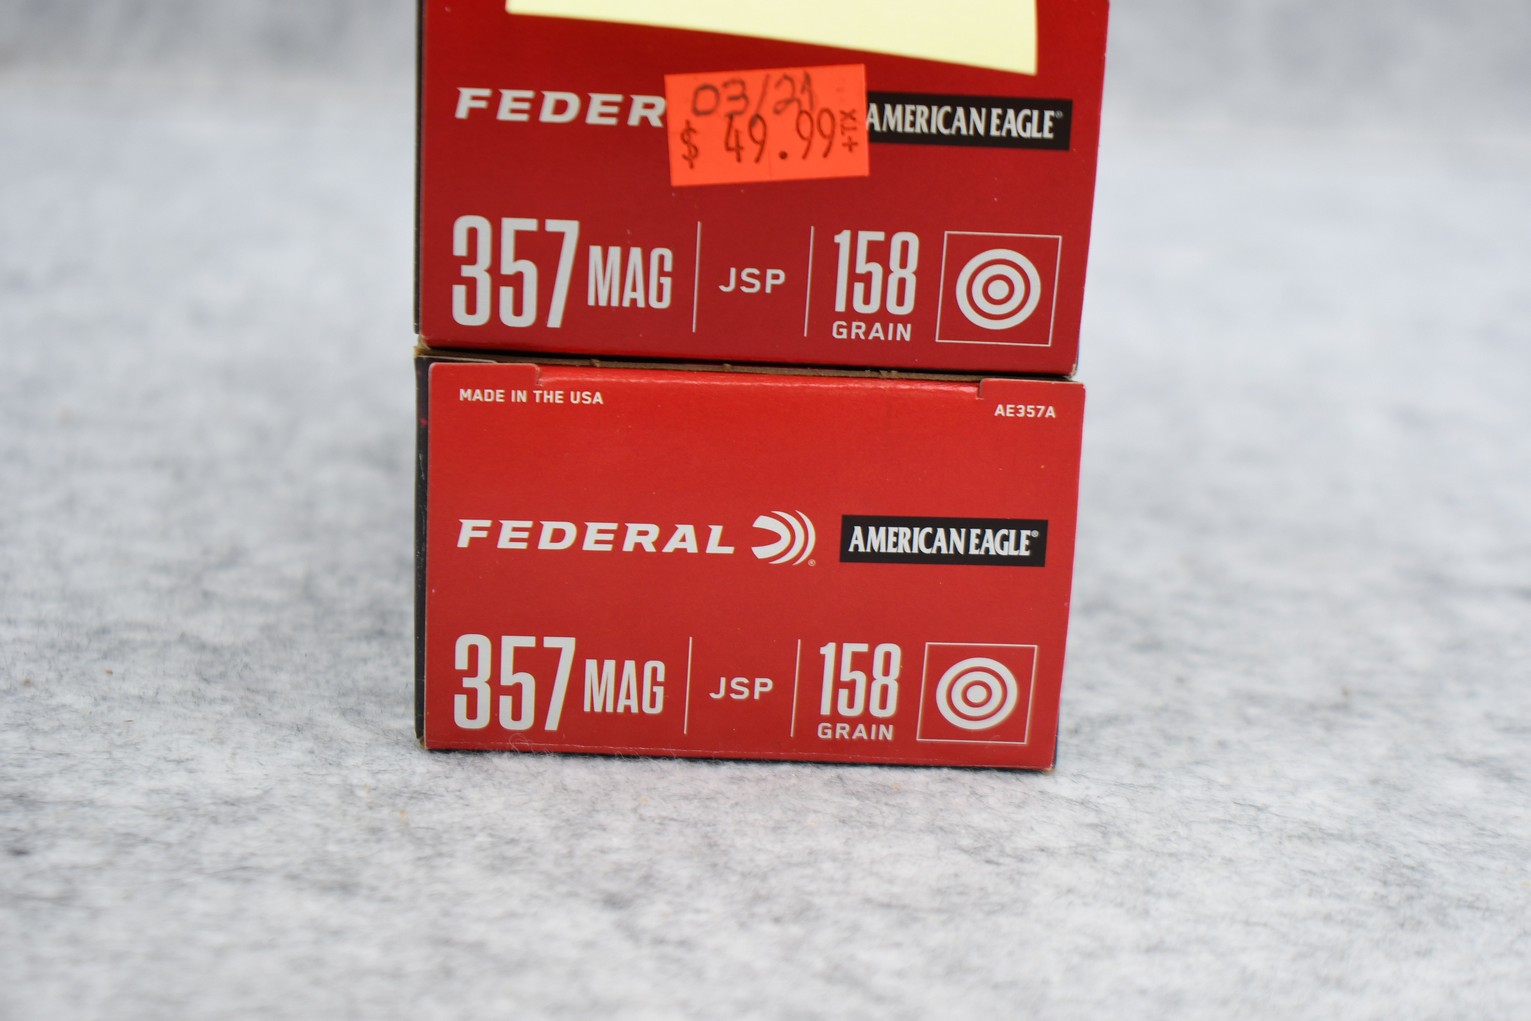 FEDER
AMERICAN EAGLE®
03/21
$ 49.99 +TX
357 MAG
JSP
158
GRAIN
MADE IN THE USA
AE357A
FEDERAL®
AMERICAN EAGLE®
357 MAG
JSP
158
GRAIN